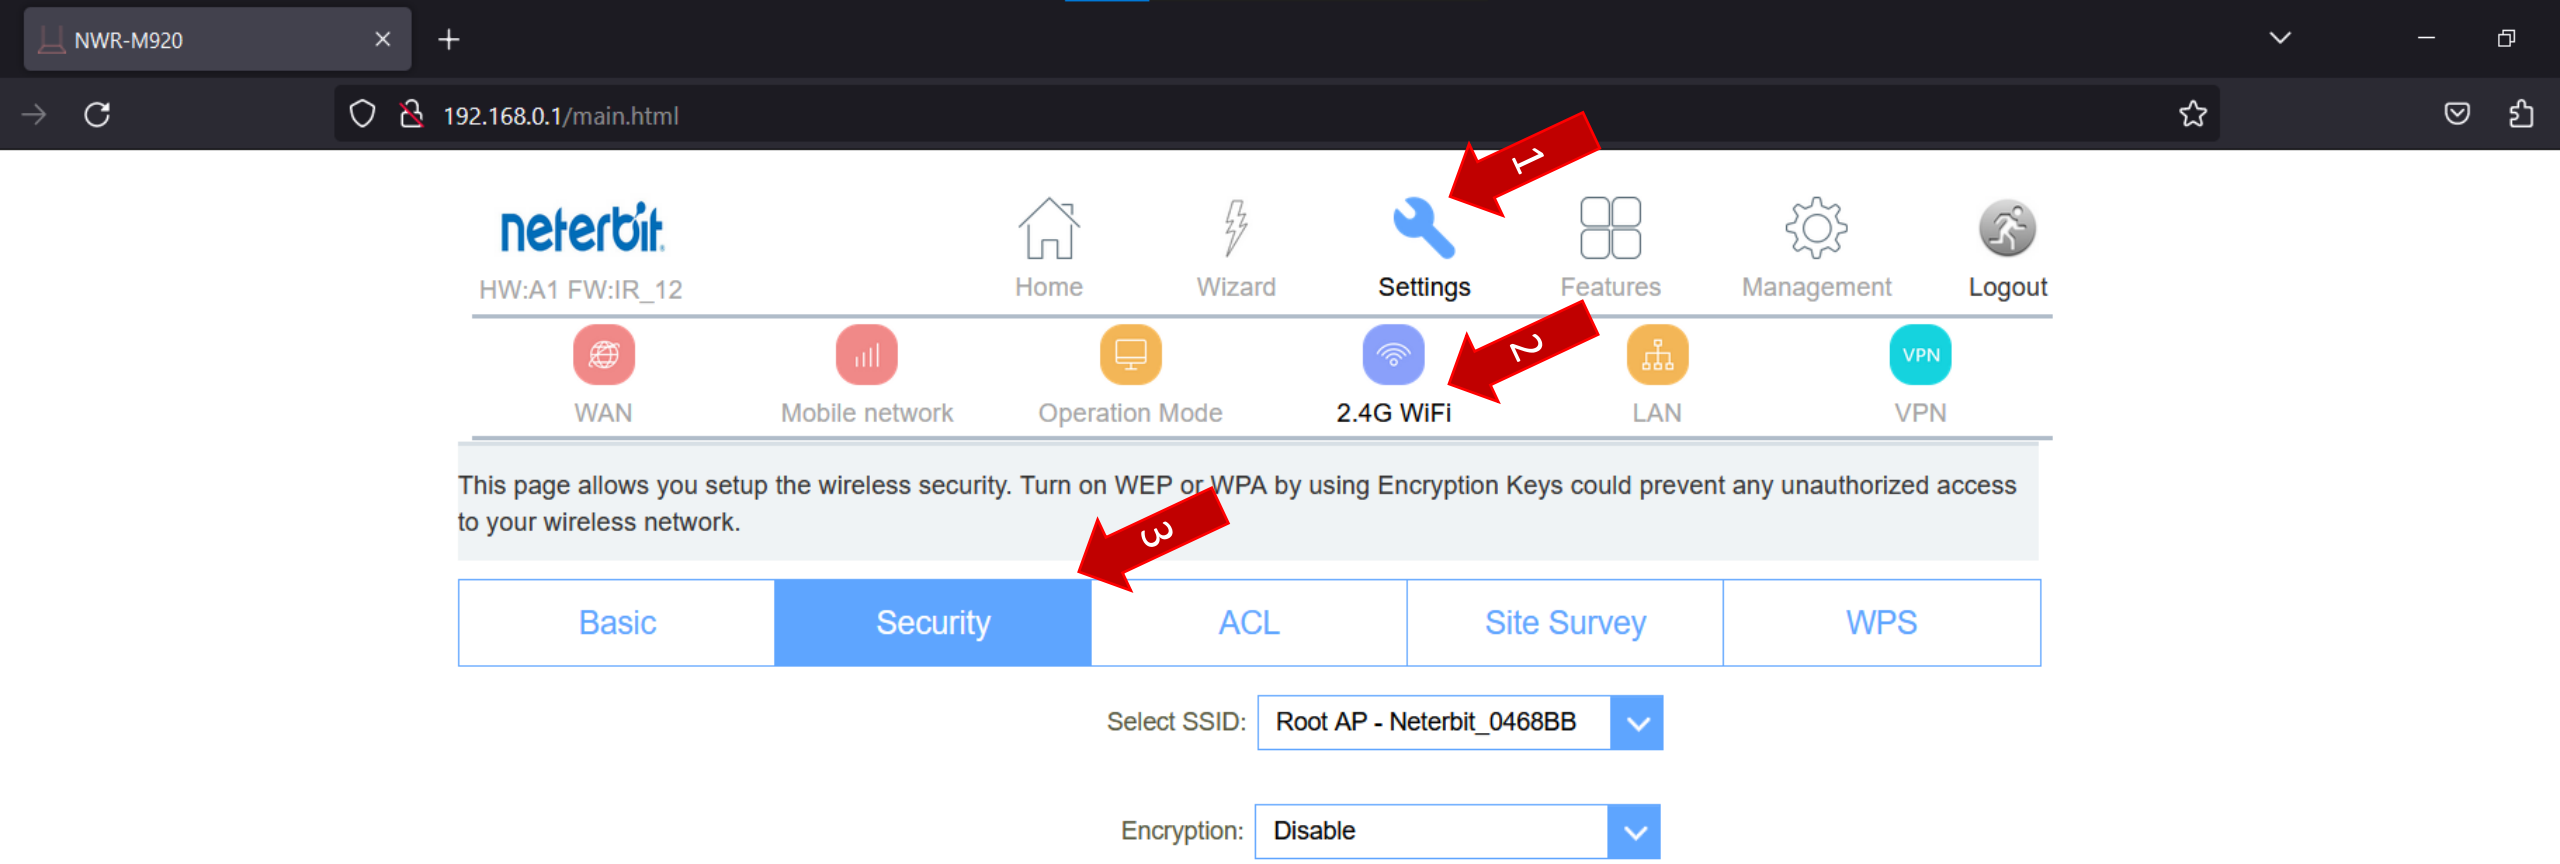 NWR-M920
192.168.0.1/main.html
1
neterbit
HW:A1 FW:IR_12
Home
Wizard
Settings
Features
Management
Logout
2
VPN
WAN
Mobile network
Operation Mode
2.4G WiFi
LAN
VPN
This page allows you setup the wireless security. Turn on WEP or WPA by using Encryption Keys could prevent any unauthorized access
to your wireless network.
3
Basic
Security
ACL
Site Survey
WPS
Select SSID: Root AP - Neterbit_0468BB
Encryption: Disable